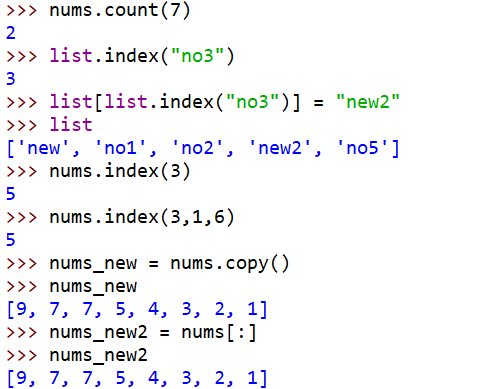 >>> nums.count(7)
2
>>> list.index("no3")
3
>>> list[list.index("no3")] = "new2"
>>> list
['new', 'no1', 'no2', 'new2', 'no5']
>>> nums.index(3)
5
>>> nums.index(3,1,6)
5
>>> nums_new = nums.copy()
>>> nums_new
[9, 7, 7, 5, 4, 3, 2, 1]
>>> nums_new2 = nums[:]
>>> nums_new2
[9, 7, 7, 5, 4, 3, 2, 1]